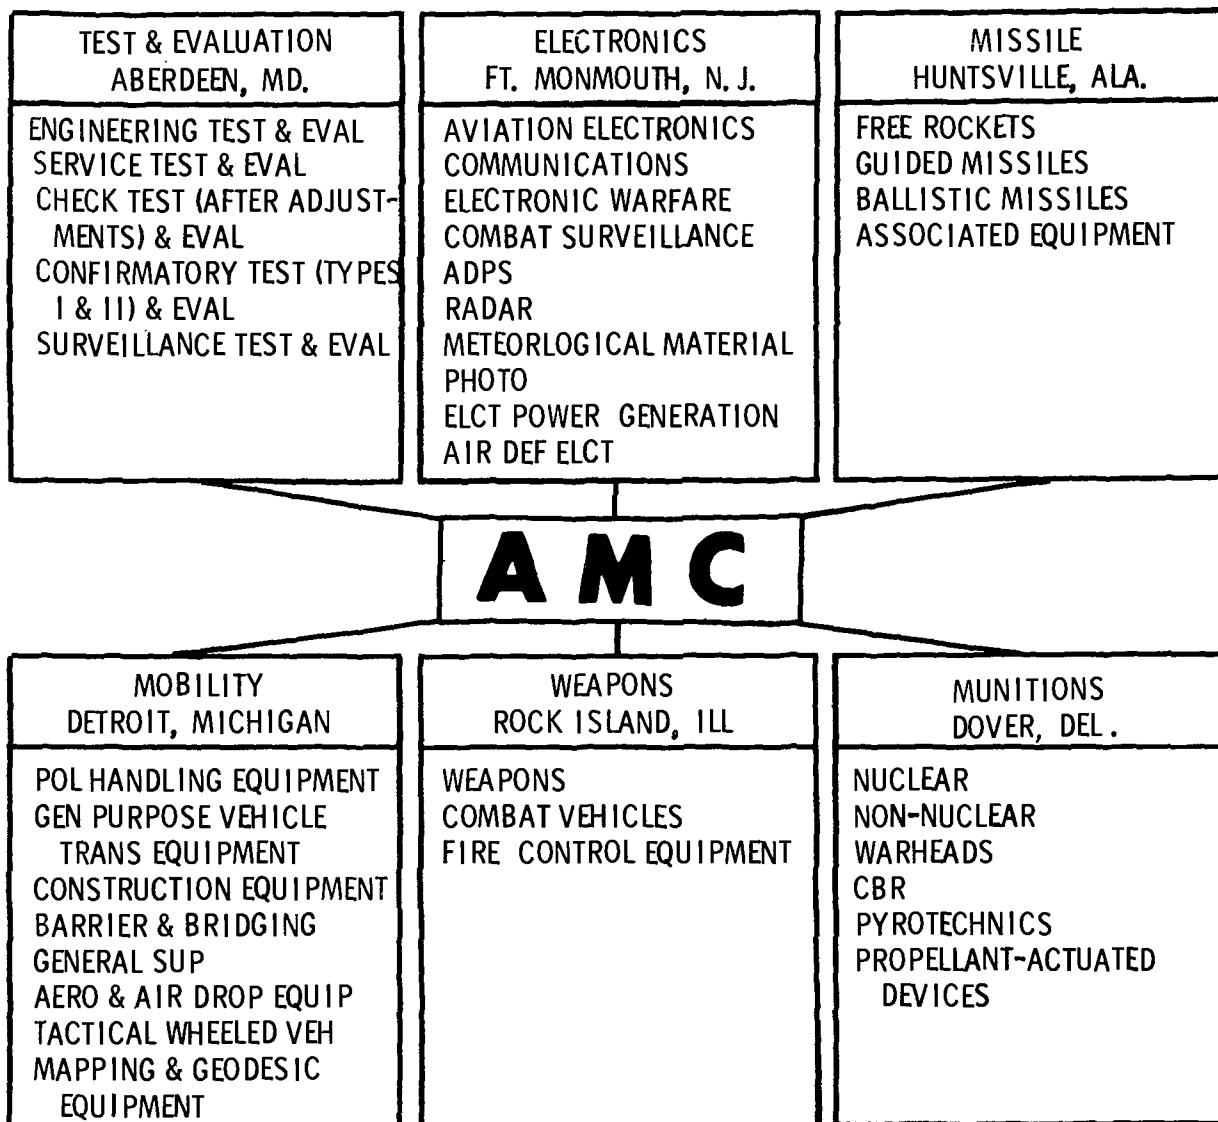 TEST & EVALUATION
ABERDEEN, MD.
ENGINEERING TEST & EVAL
SERVICE TEST & EVAL
CHECK TEST (AFTER ADJUST-
MENTS) & EVAL
CONFIRMATORY TEST (TYPES
I & II) & EVAL
SURVEILLANCE TEST & EVAL
ELECTRONICS
FT. MONMOUTH, N.J.
AVIATION ELECTRONICS
COMMUNICATIONS
ELECTRONIC WARFARE
COMBAT SURVEILLANCE
ADPS
RADAR
METEORLOGICAL MATERIAL
PHOTO
ELCT POWER GENERATION
AIR DEF ELCT
MISSILE
HUNTSVILLE, ALA.
FREE ROCKETS
GUIDED MISSILES
BALLISTIC MISSILES
ASSOCIATED EQUIPMENT
AMC
MOBILITY
DETROIT, MICHIGAN
POL HANDLING EQUIPMENT
GEN PURPOSE VEHICLE
TRANS EQUIPMENT
CONSTRUCTION EQUIPMENT
BARRIER & BRIDGING
GENERAL SUP
AERO & AIR DROP EQUIP
TACTICAL WHEELED VEH
MAPPING & GEODESIC
EQUIPMENT
WEAPONS
ROCK ISLAND, ILL
WEAPONS
COMBAT VEHICLES
FIRE CONTROL EQUIPMENT
MUNITIONS
DOVER, DEL.
NUCLEAR
NON-NUCLEAR
WARHEADS
CBR
PYROTECHNICS
PROPELLANT-ACTUATED
DEVICES